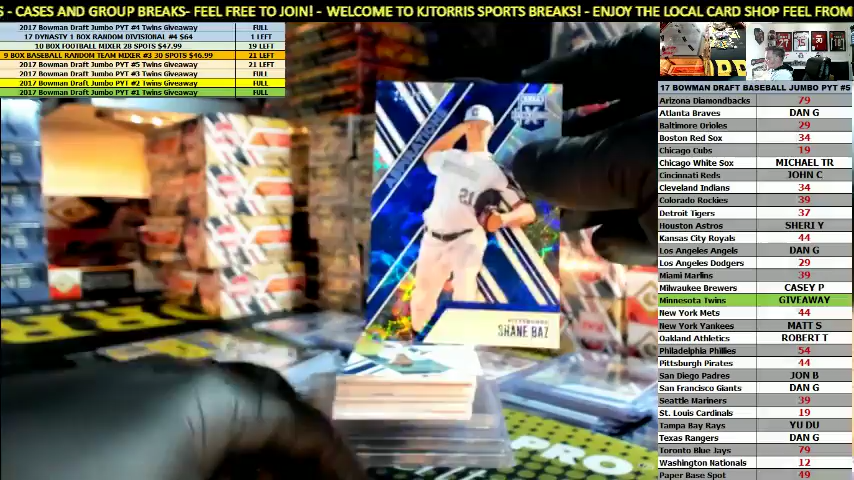 S - CASES AND GROUP BREAKS- FEEL FREE TO JOIN! - WELCOME TO KJTORRIS SPORTS BREAKS! - ENJOY THE LOCAL CARD SHOP FEEL FROM
2017 Bowman Draft Jumbo PYT #4 Twins Giveaway FULL
17 DYNASTY 1 BOX RANDOM DIVISIONAL #4 $64 1 LEFT
10 BOX FOOTBALL MIXER 28 SPOTS $47.99 19 LEFT
9 BOX BASEBALL RANDOM TEAM MIXER #3 30 SPOTS $46.99 21 LEFT
2017 Bowman Draft Jumbo PYT #5 Twins Giveaway 21 LEFT
2017 Bowman Draft Jumbo PYT #3 Twins Giveaway FULL
2017 Bowman Draft Jumbo PYT #2 Twins Giveaway FULL
2017 Bowman Draft Jumbo PYT #1 Twins Giveaway FULL
17 BOWMAN DRAFT BASEBALL JUMBO PYT #5
Arizona Diamondbacks 79
Atlanta Braves DAN G
Baltimore Orioles 29
Boston Red Sox 34
Chicago Cubs 19
Chicago White Sox MICHAEL TR
Cincinnati Reds JOHN C
Cleveland Indians 34
Colorado Rockies 39
Detroit Tigers 37
Houston Astros SHERI Y
Kansas City Royals 44
Los Angeles Angels DAN G
Los Angeles Dodgers 29
Miami Marlins 39
Milwaukee Brewers CASEY P
Minnesota Twins GIVEAWAY
New York Mets 44
New York Yankees MATT S
Oakland Athletics ROBERT T
Philadelphia Phillies 54
Pittsburgh Pirates 44
San Diego Padres JON B
San Francisco Giants DAN G
Seattle Mariners 39
St. Louis Cardinals 19
Tampa Bay Rays YU DU
Texas Rangers DAN G
Toronto Blue Jays 79
Washington Nationals 12
Paper Base Spot 49
ASPIRATIONS
21
PITTSBURGH
SHANE BAZ
PRO